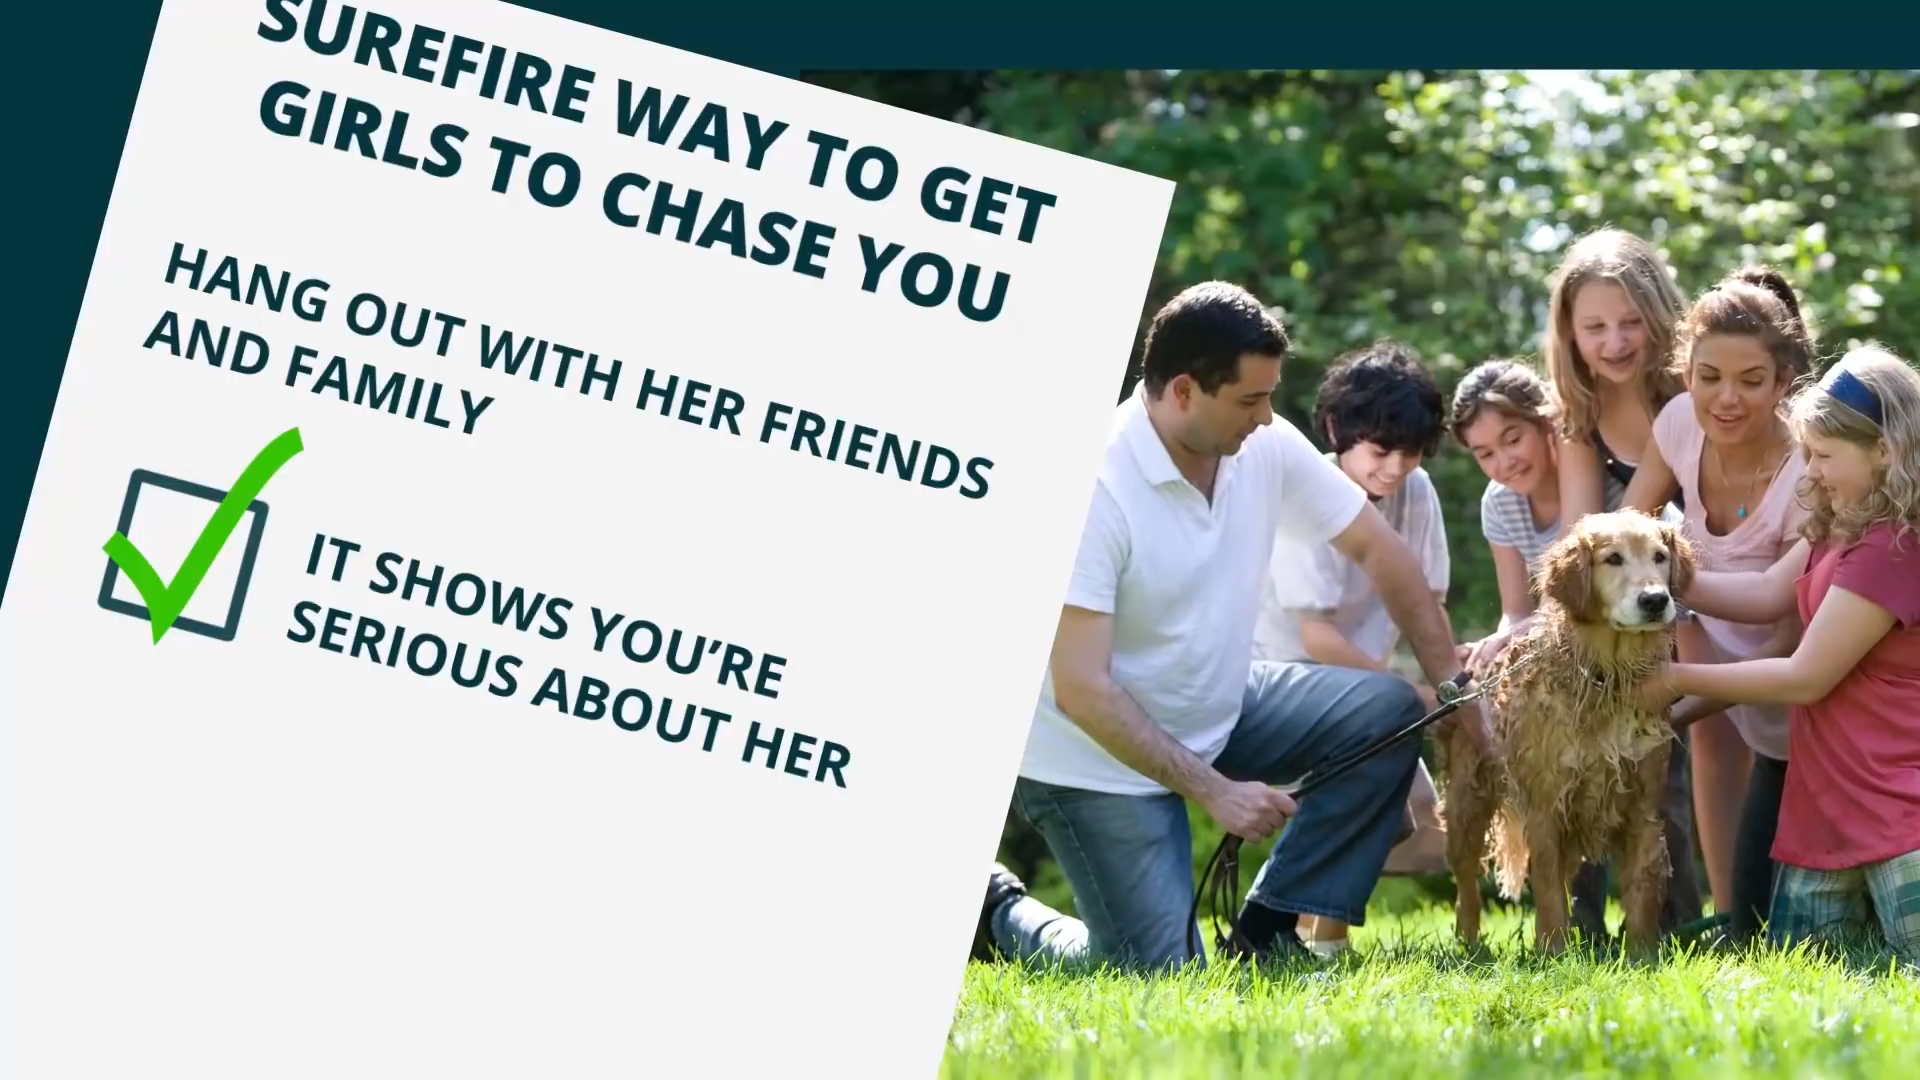 SUREFIRE WAY TO GET
GIRLS TO CHASE YOU
HANG OUT WITH HER FRIENDS
AND FAMILY
IT SHOWS YOU'RE
SERIOUS ABOUT HER